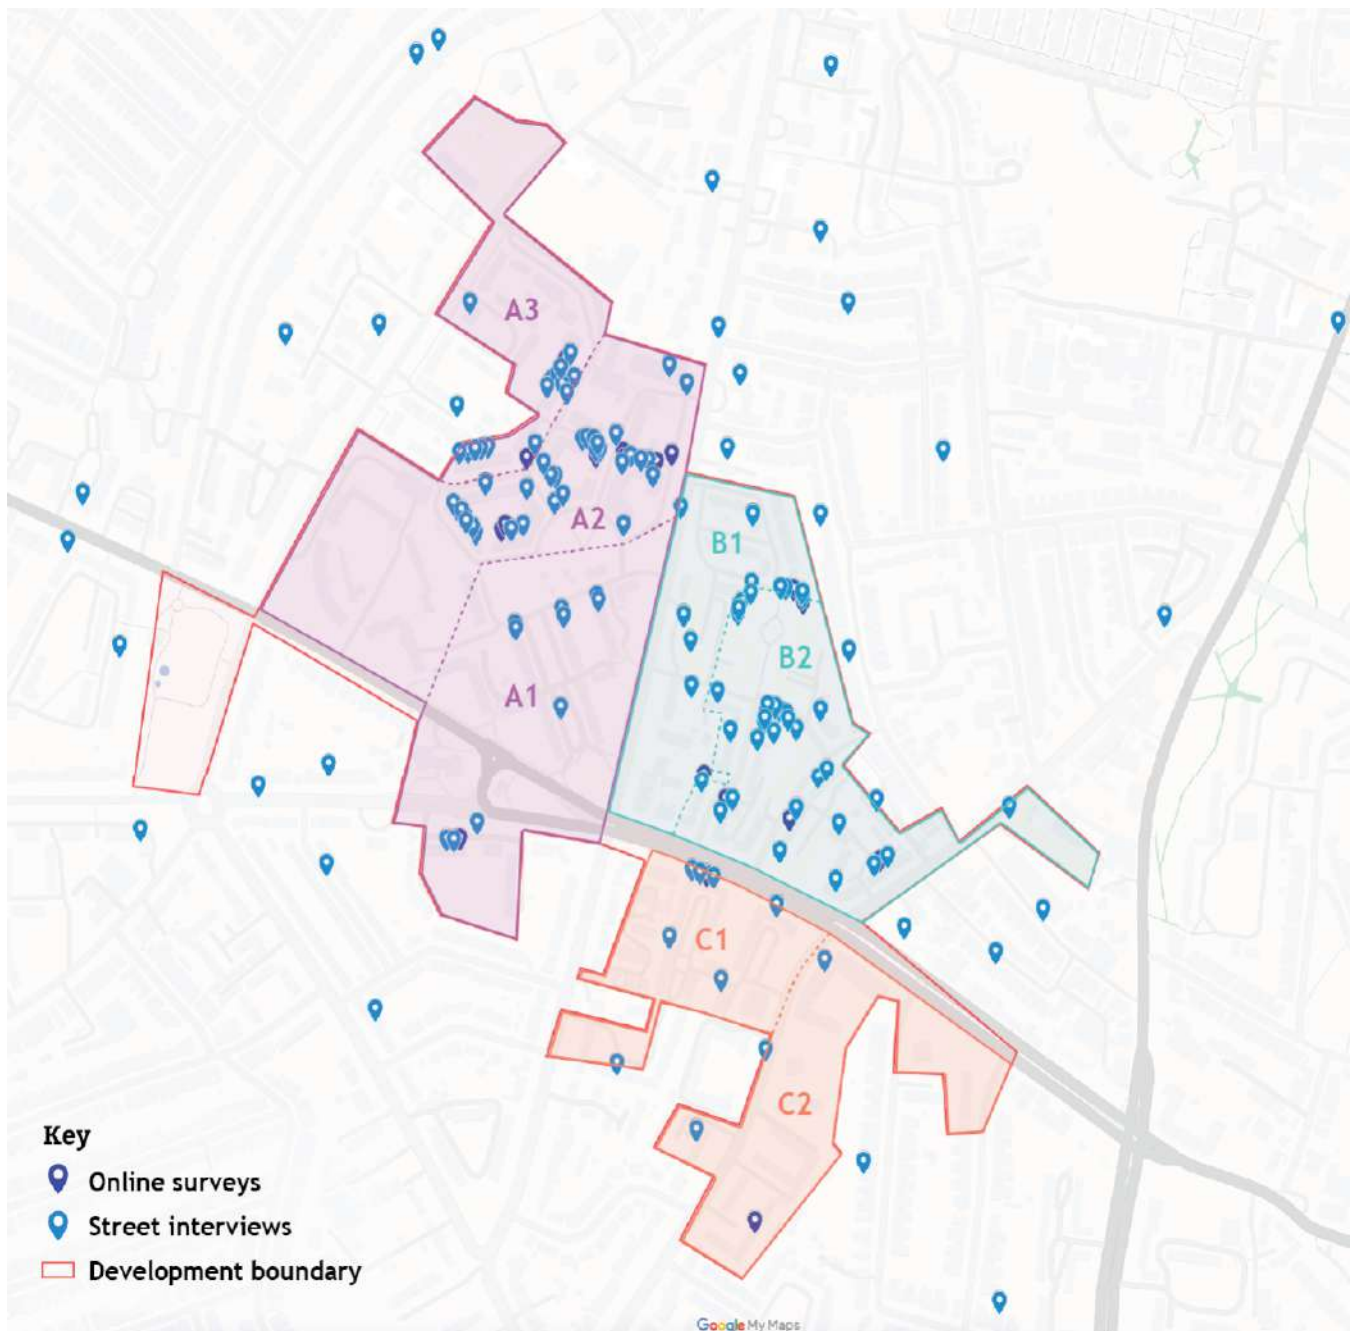 A3
A2
B1
B2
A1
C1
C2
Key
Online surveys
Street interviews
Development boundary
Google My Maps